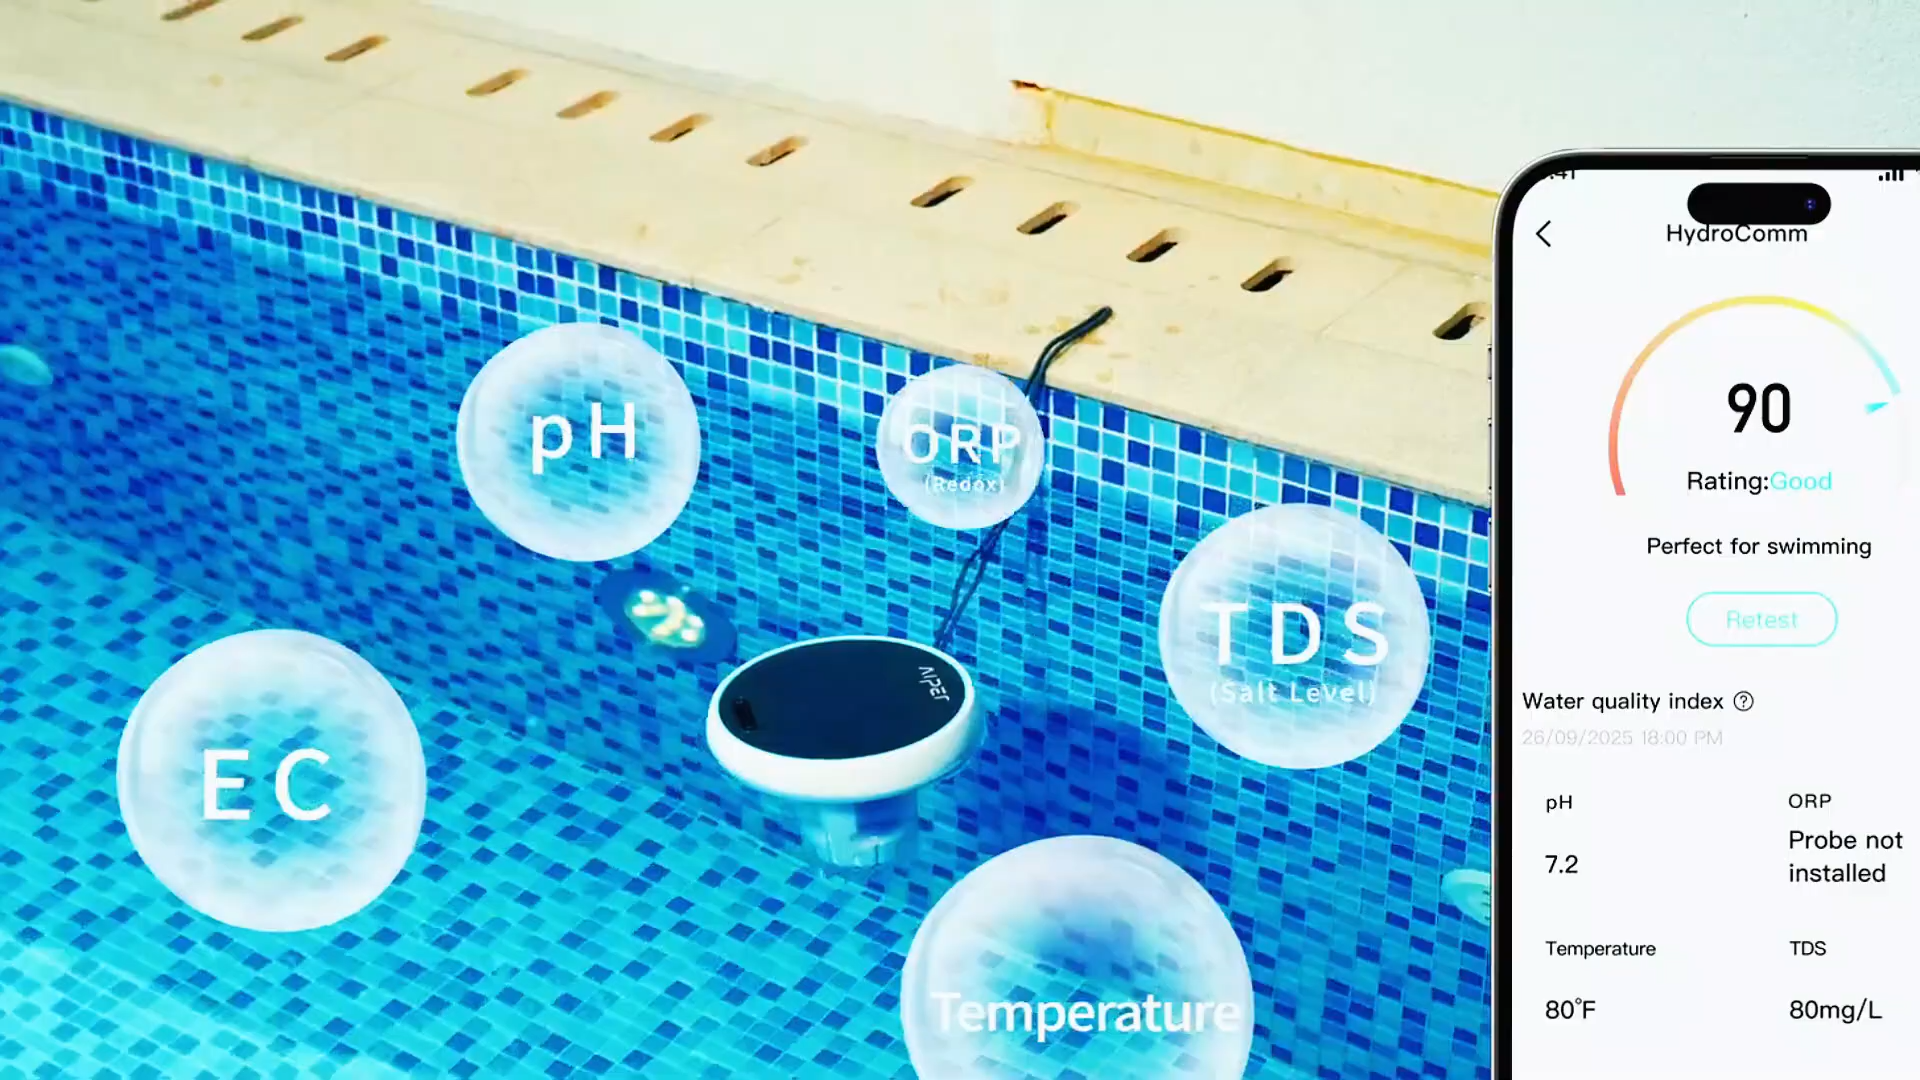 pH
ORP
(Redox)
TDS
(Salt Level)
EC
Temperature
AIPER
HydroComm
90
Rating:Good
Perfect for swimming
Retest
Water quality index ?
26/09/2025 18:00 PM
pH
ORP
7.2
Probe not
installed
Temperature
TDS
80°F
80mg/L